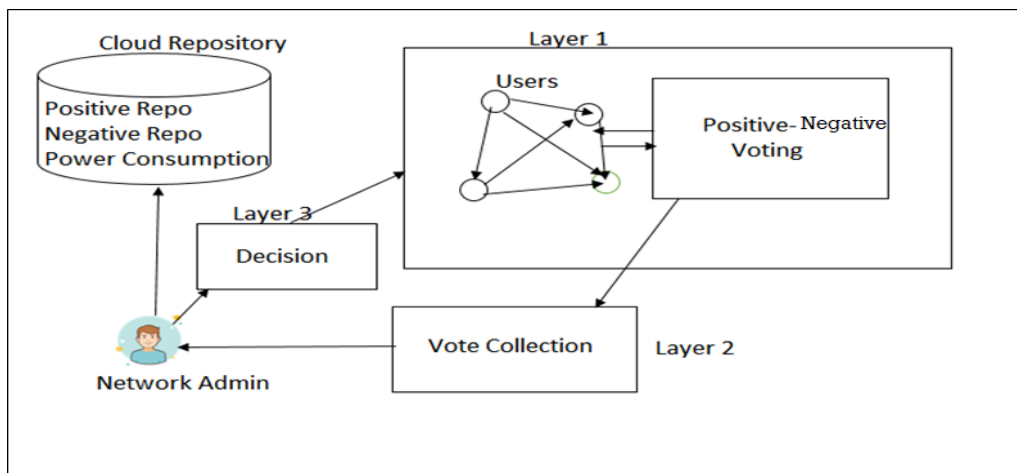 Cloud Repository
Positive Repo
Negative Repo
Power Consumption
Layer 1
Users
Positive- Negative
Voting
Layer 3
Decision
Vote Collection
Layer 2
Network Admin